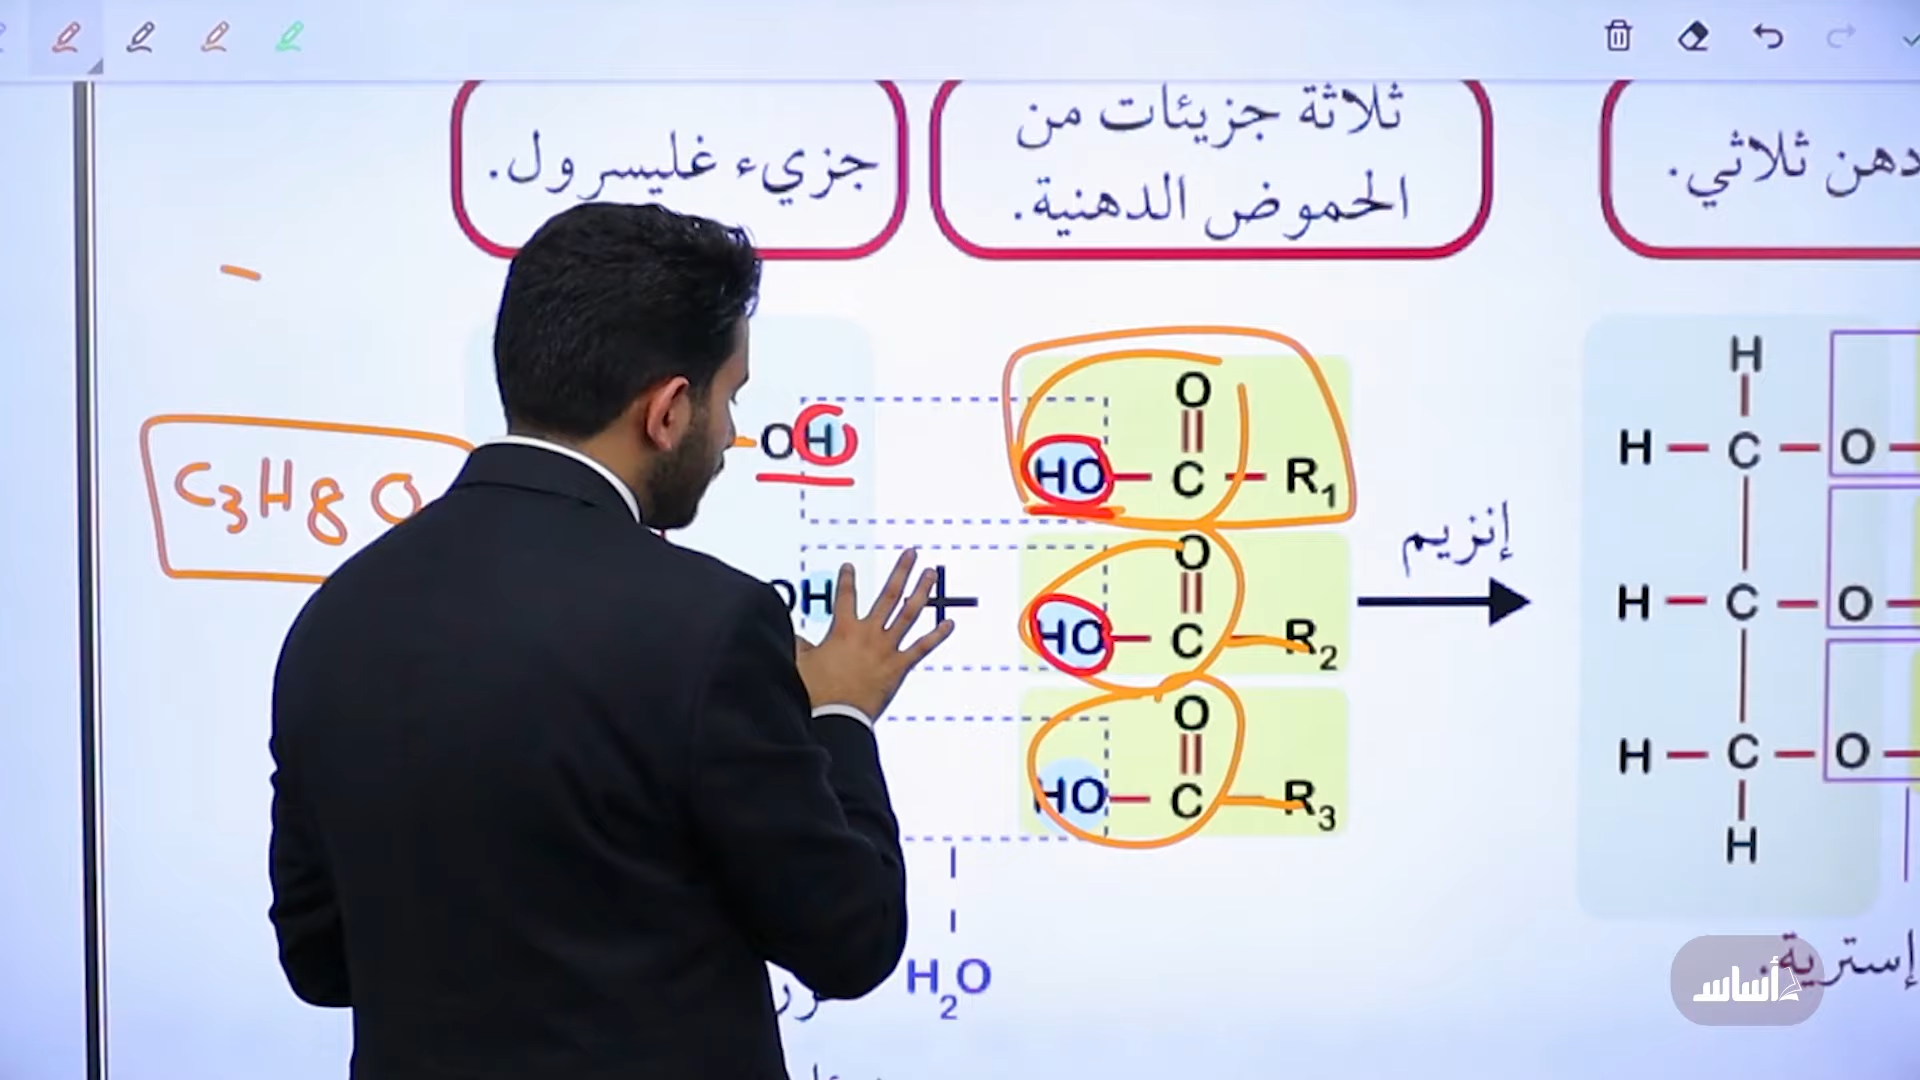 ثلاثة جزيئات من
الحموض الدهنية.
جزيء غليسرول.
دهن ثلاثي.
C3H8O
OH
OH
+
O
HO C R1
O
HO C R2
O
HO C R3
إنزيم
H
H C O
H C O
H C O
H
H2O
إسترية.
أساس